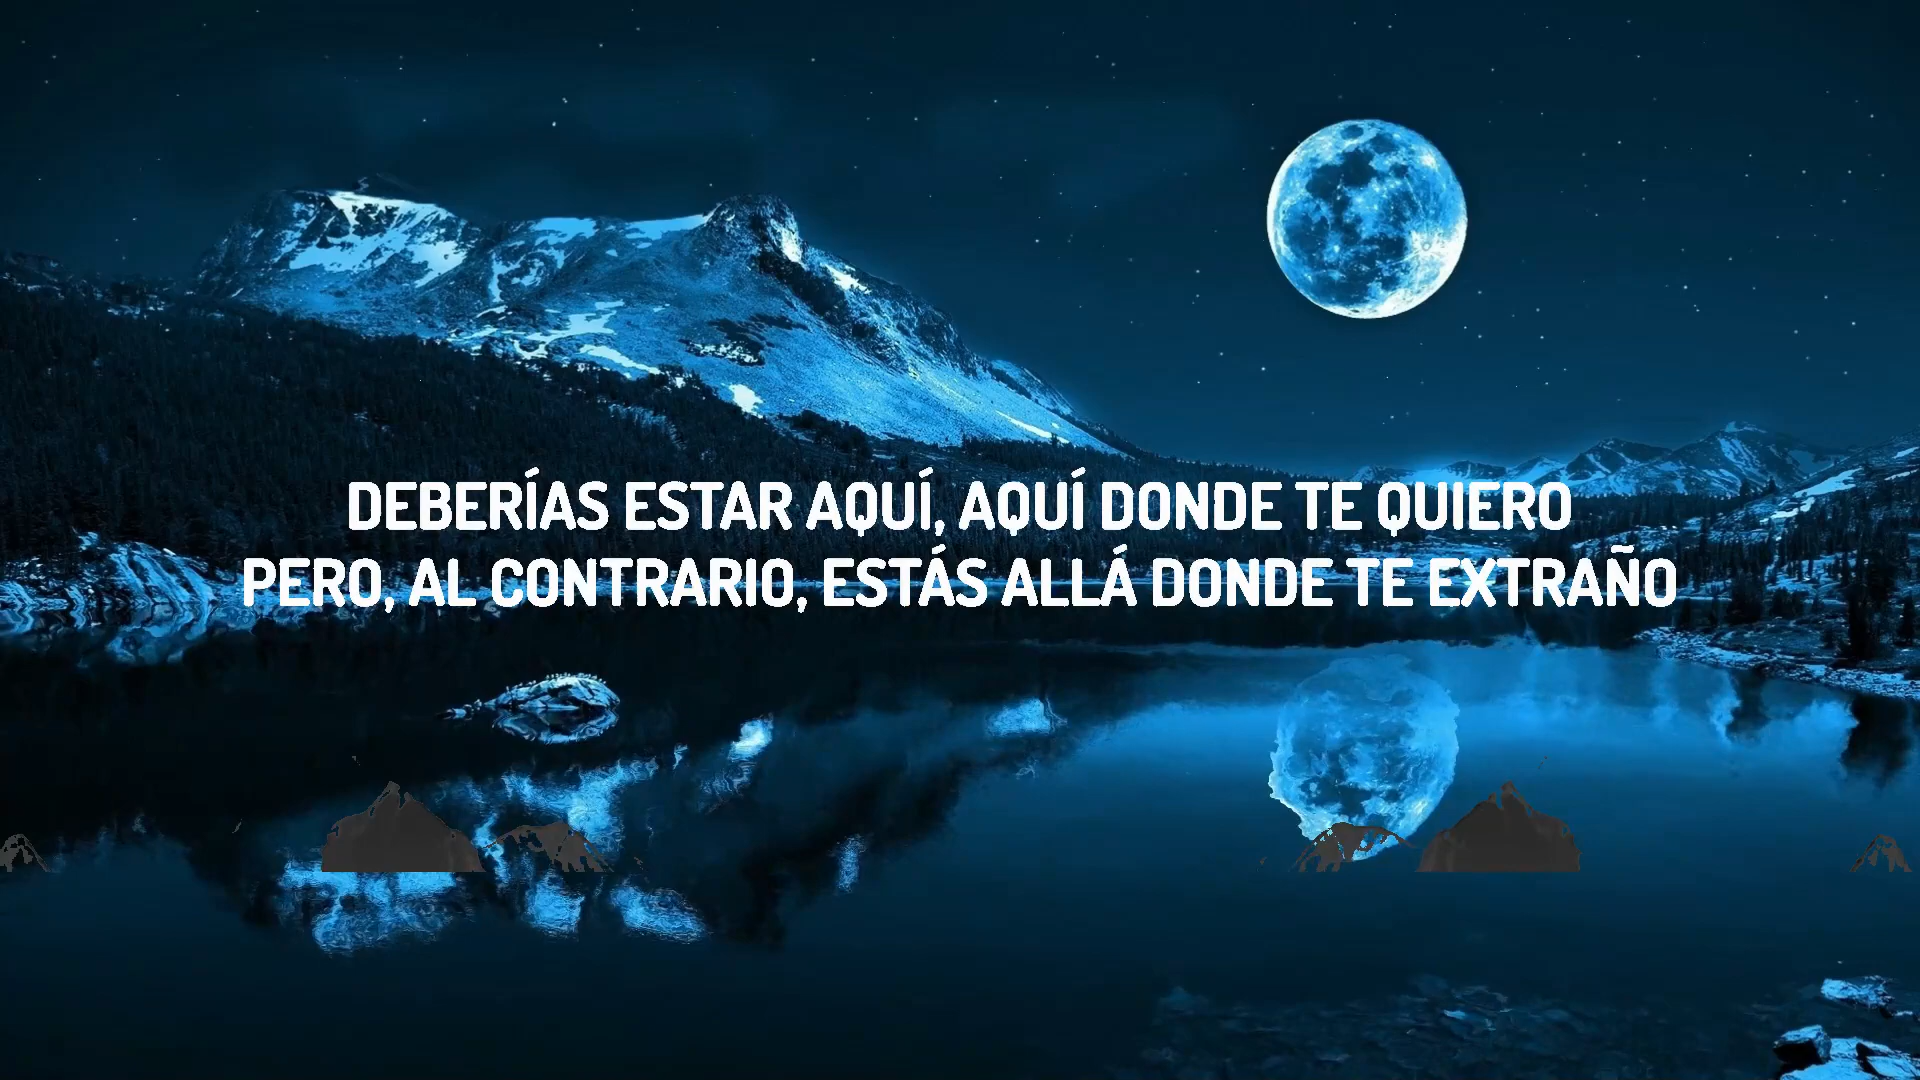 DEBERÍAS ESTAR AQUÍ, AQUÍ DONDE TE QUIERO
PERO, AL CONTRARIO, ESTÁS ALLÁ DONDE TE EXTRAÑO